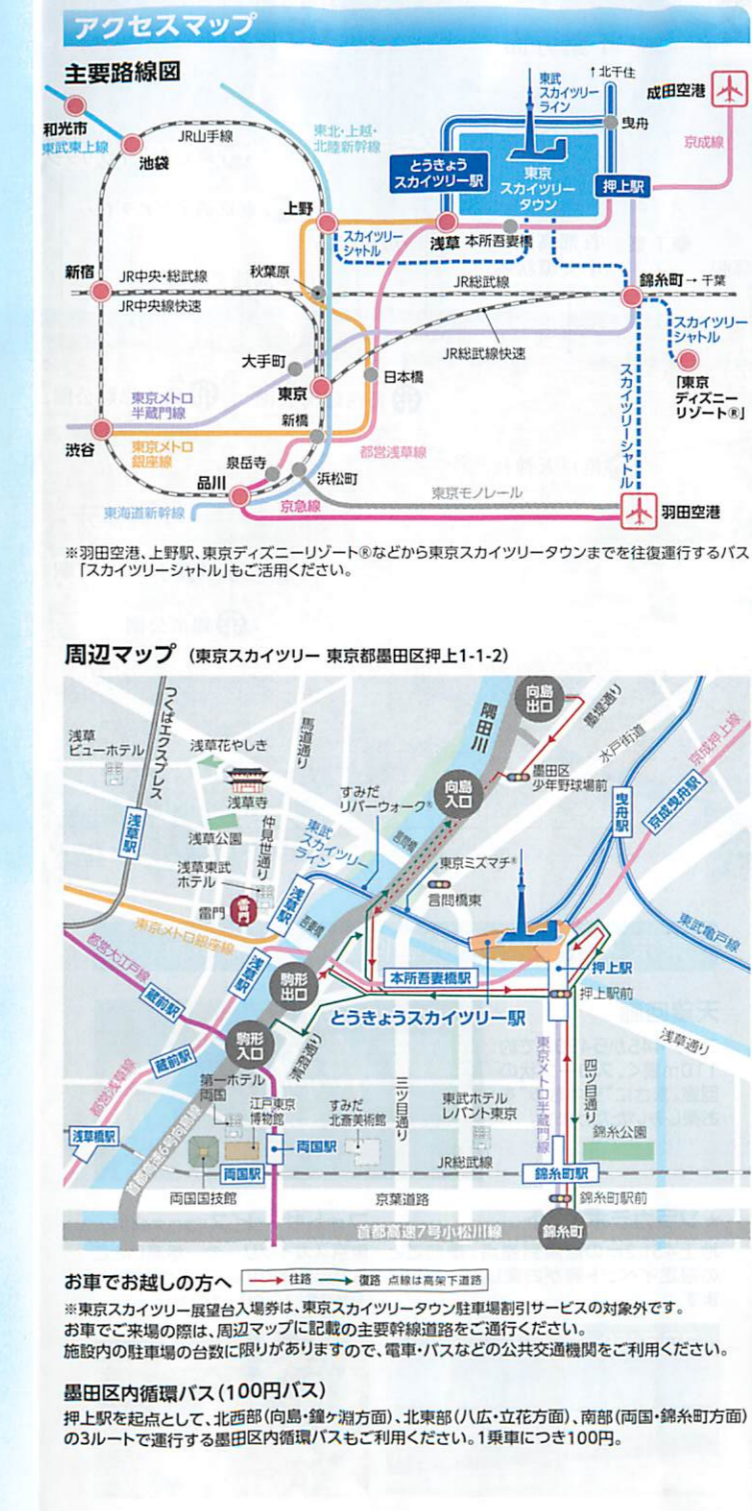 アクセスマップ
主要路線図
↑北千住
東武
スカイツリー
ライン
成田空港
和光市
東武東上線
池袋
JR山手線
東北・上越・
北陸新幹線
曳舟
京成線
とうきょう
スカイツリー駅
東京
スカイツリー
タウン
押上駅
上野
スカイツリー
シャトル
浅草
本所吾妻橋
新宿
JR中央・総武線
秋葉原
JR総武線
錦糸町→千葉
JR中央線快速
スカイツリー
シャトル
大手町
JR総武線快速
日本橋
「東京
ディズニー
リゾート®」
東京メトロ
半蔵門線
東京
新橋
スカイツリーシャトル
渋谷
東京メトロ
銀座線
泉岳寺
都営浅草線
品川
浜松町
東京モノレール
東海道新幹線
京急線
羽田空港
※羽田空港、上野駅、東京ディズニーリゾート®などから東京スカイツリータウンまでを往復運行するバス
「スカイツリーシャトル」もご活用ください。
周辺マップ(東京スカイツリー 東京都墨田区押上1-1-2)
つくばエクスプレス
馬道通り
隅田川
向島
出口
墨堤通り
水戸街道
京成押上線
浅草
ビューホテル
浅草花やしき
浅草寺
すみだ
リバーウォーク®
向島
入口
墨田区
少年野球場前
曳舟駅
京成曳舟駅
浅草駅
浅草公園
仲見世通り
東武
スカイツリー
ライン
言問橋
東京ミズマチ®
浅草東武
ホテル
言問橋東
雷門
雷門
浅草駅
吾妻橋
東武亀戸線
東京メトロ銀座線
都営大江戸線
浅草駅
駒形
出口
本所吾妻橋駅
押上駅
押上駅前
蔵前駅
とうきょうスカイツリー駅
浅草通り
駒形
入口
清澄通り
蔵前駅
都営浅草線
第一ホテル
両国
江戸東京
博物館
すみだ
北斎美術館
三ツ目通り
東武ホテル
レバント東京
東京メトロ半蔵門線
四ツ目通り
錦糸公園
浅草橋駅
首都高速6号向島線
両国駅
両国駅
JR総武線
錦糸町駅
両国国技館
京葉道路
錦糸町駅前
首都高速7号小松川線
錦糸町
お車でお越しの方へ → 往路 → 復路 点線は高架下道路
※東京スカイツリー展望台入場券は、東京スカイツリータウン駐車場割引サービスの対象外です。
お車でご来場の際は、周辺マップに記載の主要幹線道路をご通行ください。
施設内の駐車場の台数に限りがありますので、電車・バスなどの公共交通機関をご利用ください。
墨田区内循環バス(100円バス)
押上駅を起点として、北西部(向島・鐘ヶ淵方面)、北東部(八広・立花方面)、南部(両国・錦糸町方面)
の3ルートで運行する墨田区内循環バスもご利用ください。1乗車につき100円。